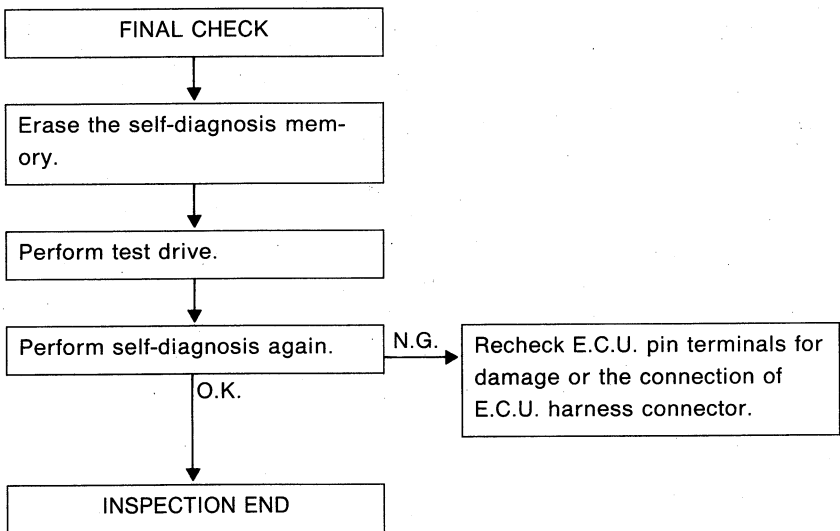 FINAL CHECK
Erase the self-diagnosis mem-
ory.
Perform test drive.
Perform self-diagnosis again.
N.G.
Recheck E.C.U. pin terminals for
damage or the connection of
E.C.U. harness connector.
O.K.
INSPECTION END